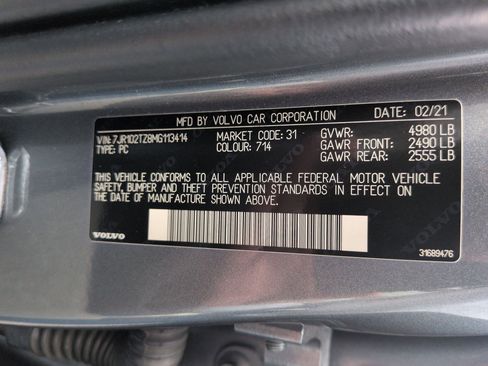 MFD BY VOLVO CAR CORPORATION DATE: 02/21
VIN: 7JR102TZ8MG113414 MARKET CODE: 31 GVWR: 4980 LB
TYPE: PC COLOUR: 714 GAWR FRONT: 2490 LB
GAWR REAR: 2555 LB
THIS VEHICLE CONFORMS TO ALL APPLICABLE FEDERAL MOTOR VEHICLE
SAFETY, BUMPER AND THEFT PREVENTION STANDARDS IN EFFECT ON
THE DATE OF MANUFACTURE SHOWN ABOVE.
VOLVO 31689476